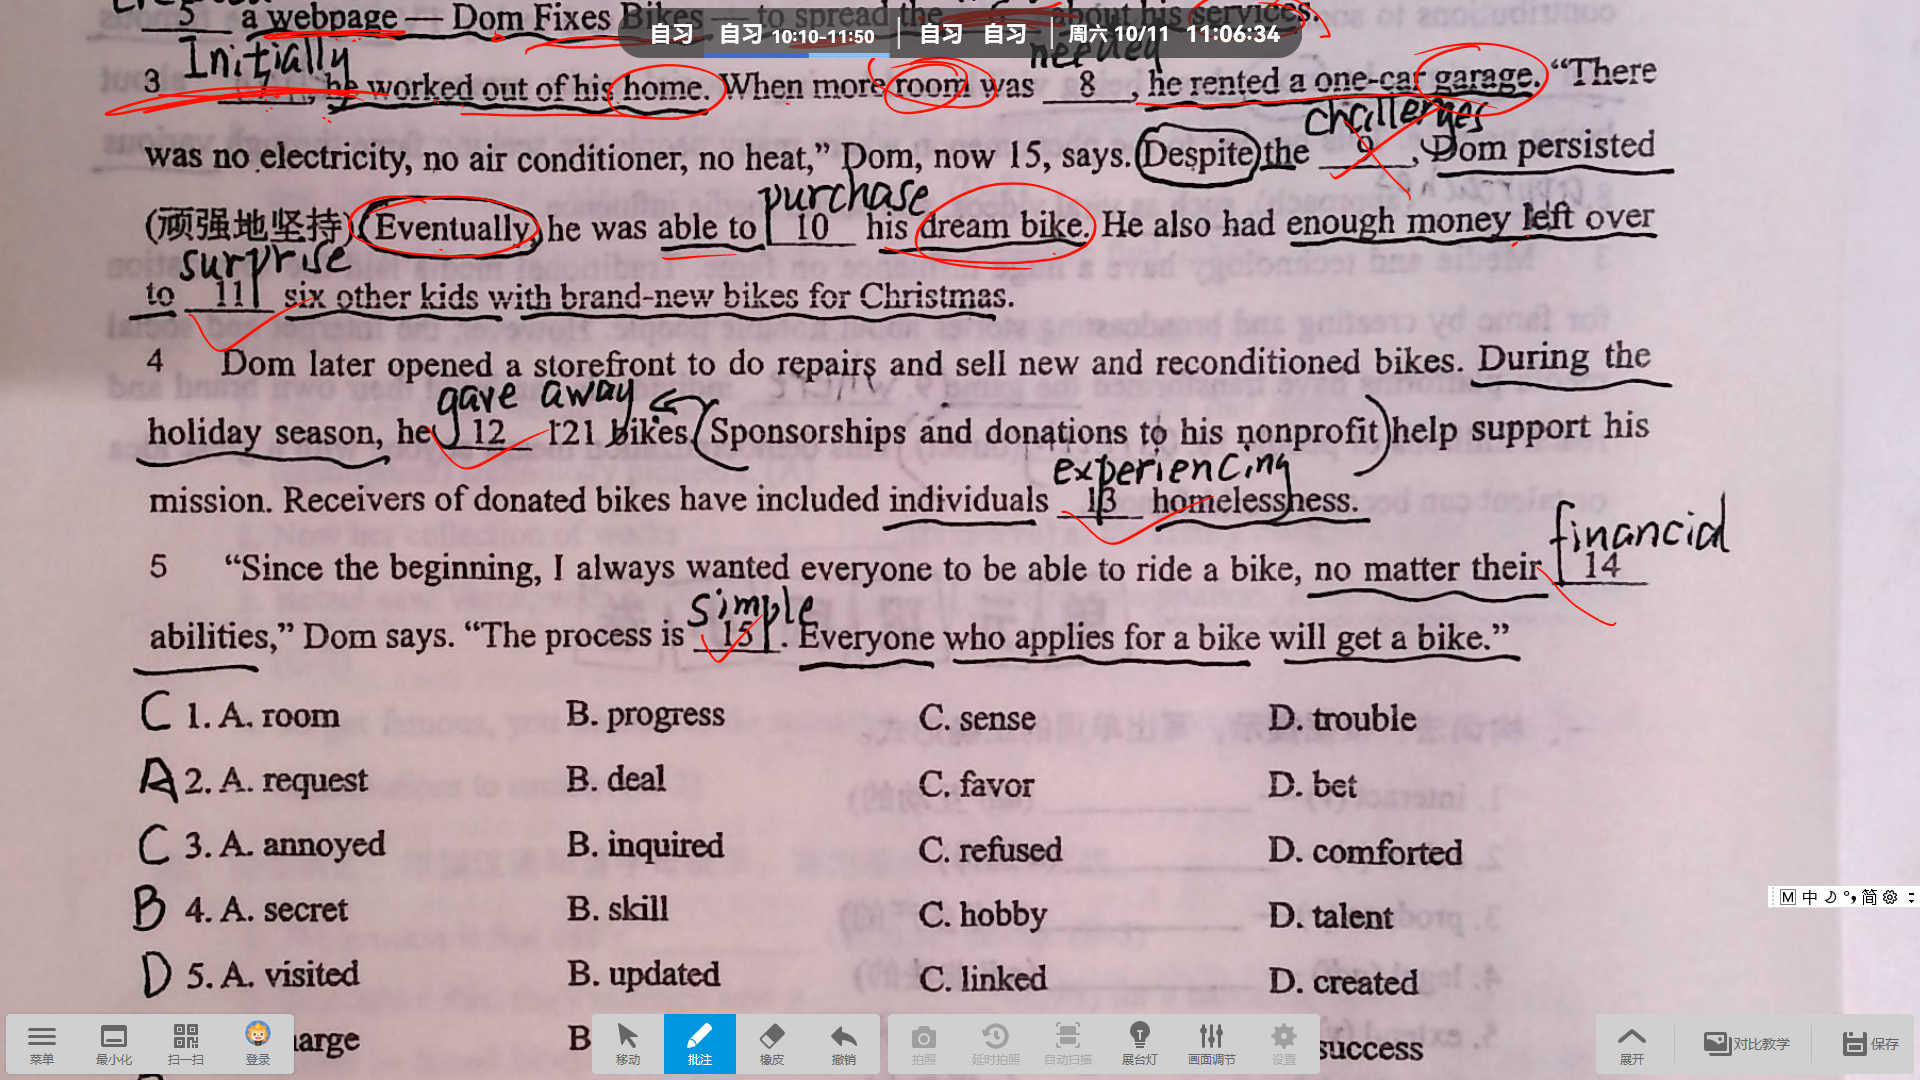 5 a webpage — Dom Fixes Bikes — to spread the about his services.
自习 自习 10:10-11:50 自习 自习 周六 10/11 11:06:34
Initially needed
3 7, he worked out of his home. When more room was 8, he rented a one-car garage. “There
challenges
was no electricity, no air conditioner, no heat,” Dom, now 15, says. Despite the 9, Dom persisted
purchase
(顽强地坚持) Eventually, he was able to 10 his dream bike. He also had enough money left over
surprise
to 11 six other kids with brand-new bikes for Christmas.
4 Dom later opened a storefront to do repairs and sell new and reconditioned bikes. During the
gave away
holiday season, he 12 121 bikes. Sponsorships and donations to his nonprofit help support his
experiencing
mission. Receivers of donated bikes have included individuals 13 homelessness.
financial
5 “Since the beginning, I always wanted everyone to be able to ride a bike, no matter their 14
simple
abilities,” Dom says. “The process is 15. Everyone who applies for a bike will get a bike.”
C 1. A. room B. progress C. sense D. trouble
A 2. A. request B. deal C. favor D. bet
C 3. A. annoyed B. inquired C. refused D. comforted
B 4. A. secret B. skill C. hobby D. talent
D 5. A. visited B. updated C. linked D. created
arge B success
M 中 简
菜单 最小化 扫一扫 登录 移动 批注 橡皮 撤销 拍照 延时拍照 自动扫描 展台灯 画面调节 设置 展开 对比教学 保存